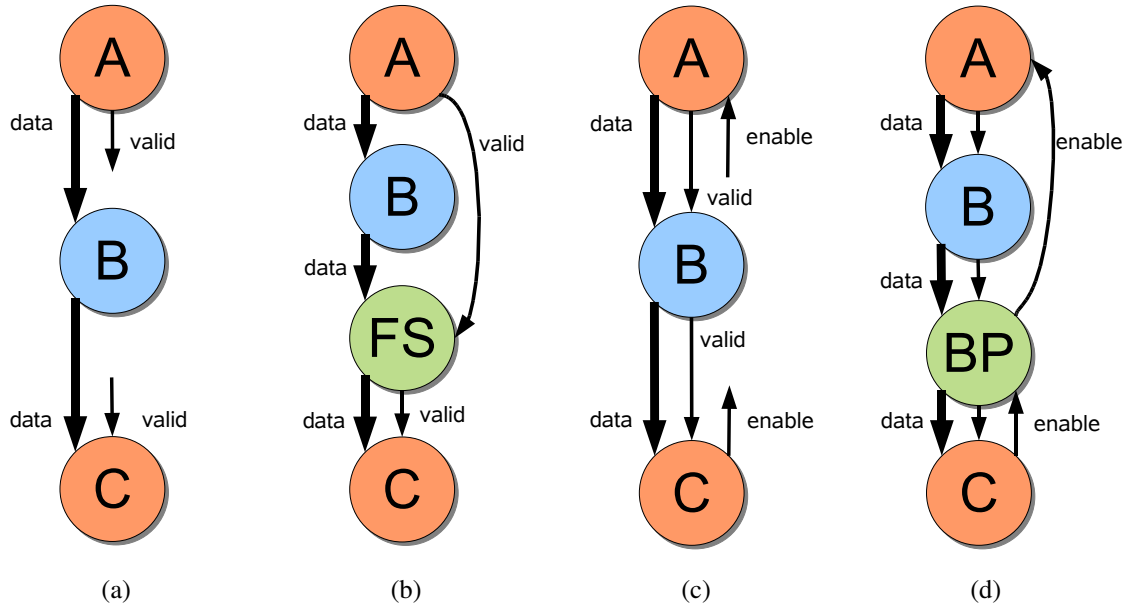 A
data
valid
B
data
valid
C
(a)
A
data
valid
B
data
FS
data
valid
C
(b)
A
data
enable
valid
B
valid
data
enable
C
(c)
A
data
enable
B
data
BP
data
enable
C
(d)